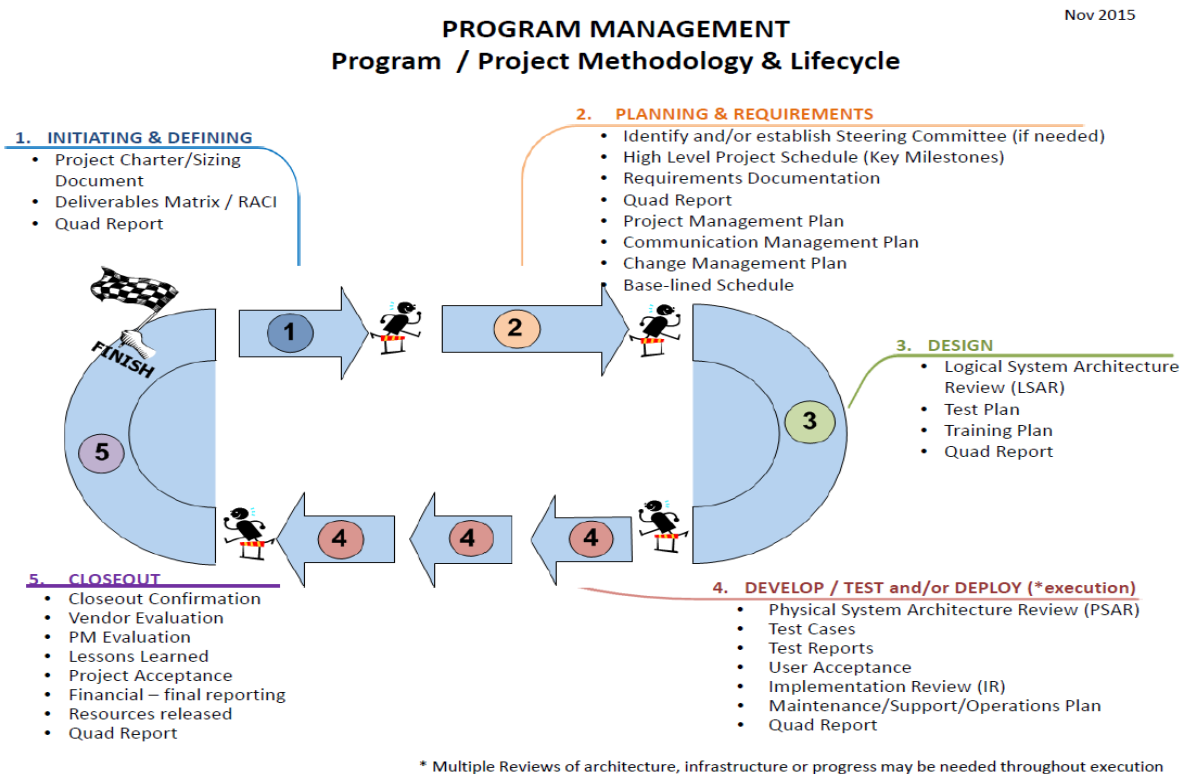 Nov 2015
PROGRAM MANAGEMENT
Program / Project Methodology & Lifecycle
1. INITIATING & DEFINING
• Project Charter/Sizing
Document
• Deliverables Matrix / RACI
• Quad Report
2. PLANNING & REQUIREMENTS
• Identify and/or establish Steering Committee (if needed)
• High Level Project Schedule (Key Milestones)
• Requirements Documentation
• Quad Report
• Project Management Plan
• Communication Management Plan
• Change Management Plan
• Base-lined Schedule
FINISH
1
2
3. DESIGN
• Logical System Architecture
Review (LSAR)
• Test Plan
• Training Plan
• Quad Report
3
5
4
4
4
5. CLOSEOUT
• Closeout Confirmation
• Vendor Evaluation
• PM Evaluation
• Lessons Learned
• Project Acceptance
• Financial – final reporting
• Resources released
• Quad Report
4. DEVELOP / TEST and/or DEPLOY (*execution)
• Physical System Architecture Review (PSAR)
• Test Cases
• Test Reports
• User Acceptance
• Implementation Review (IR)
• Maintenance/Support/Operations Plan
• Quad Report
* Multiple Reviews of architecture, infrastructure or progress may be needed throughout execution